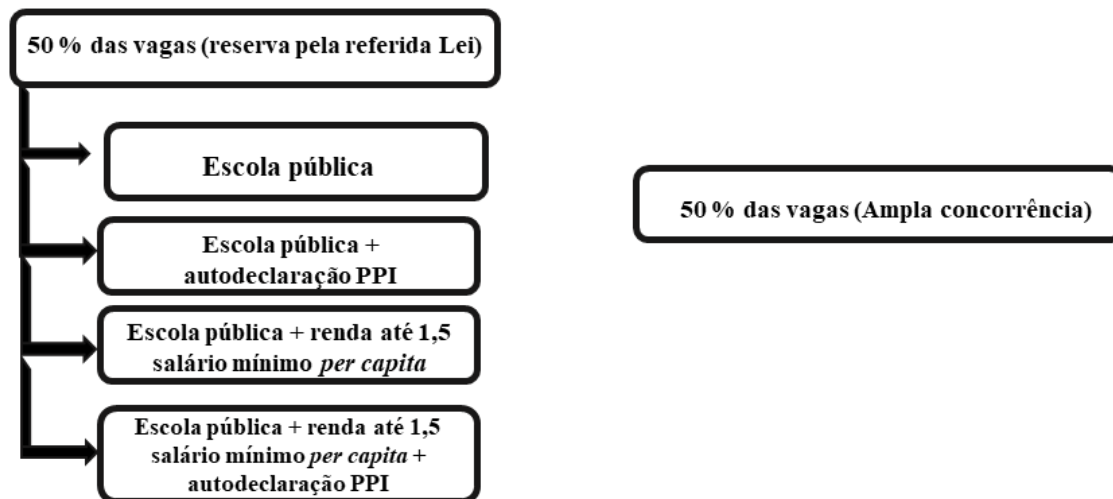 50 % das vagas (reserva pela referida Lei)
Escola pública
Escola pública +
autodeclaração PPI
Escola pública + renda até 1,5
salário mínimo per capita
Escola pública + renda até 1,5
salário mínimo per capita +
autodeclaração PPI
50 % das vagas (Ampla concorrência)